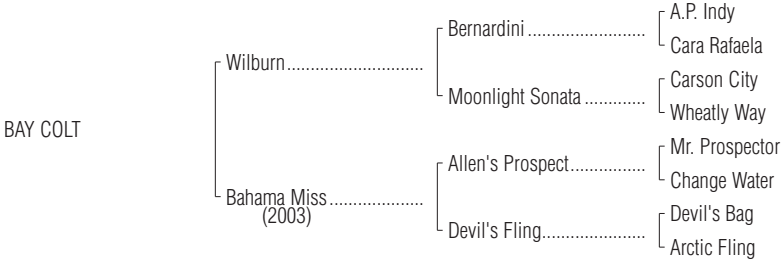 A.P. Indy
Bernardini
Cara Rafaela
Wilburn
Carson City
Moonlight Sonata
Wheatly Way
BAY COLT
Mr. Prospector
Allen's Prospect
Change Water
Bahama Miss
(2003)
Devil's Bag
Devil's Fling
Arctic Fling